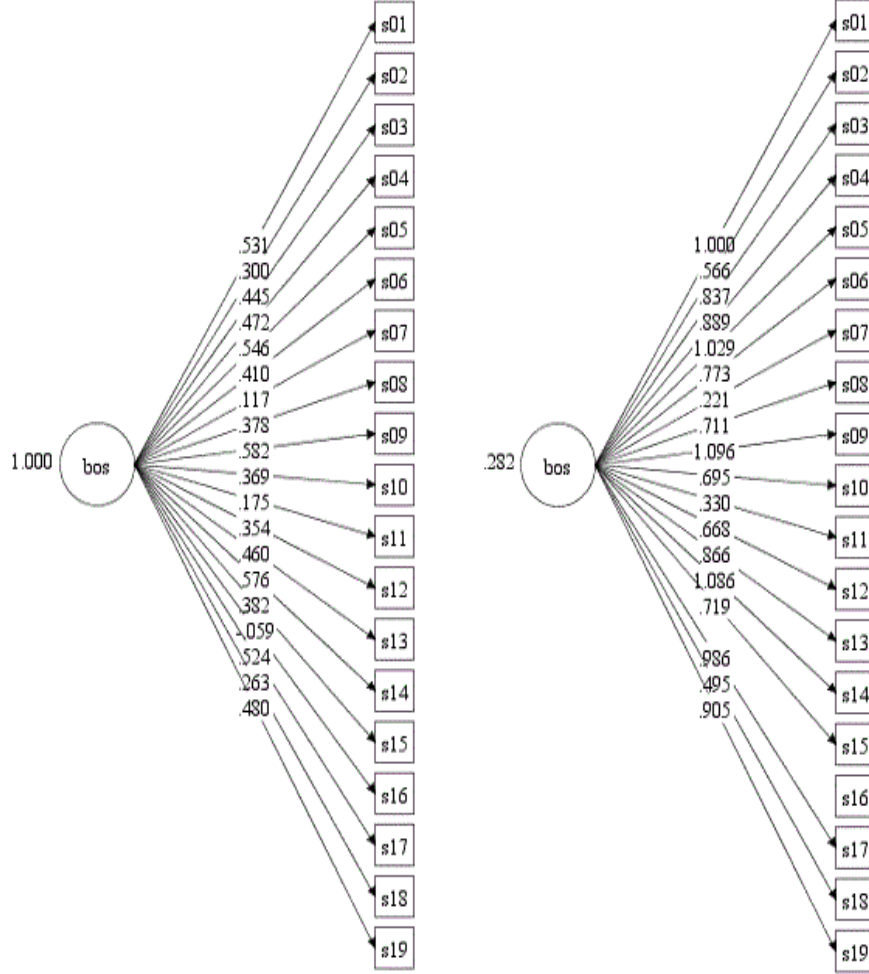 s01
s02
s03
s04
s05
s06
s07
s08
s09
s10
s11
s12
s13
s14
s15
s16
s17
s18
s19
.531
.300
.445
.472
.546
.410
.117
.378
.582
.369
.175
.354
.460
.576
.382
-.059
.524
.263
.480
1.000
bos
s01
s02
s03
s04
s05
s06
s07
s08
s09
s10
s11
s12
s13
s14
s15
s16
s17
s18
s19
1.000
.566
.837
.889
1.029
.773
.221
.711
1.096
.695
.330
.668
.866
1.086
.719
.986
.495
.905
.282
bos